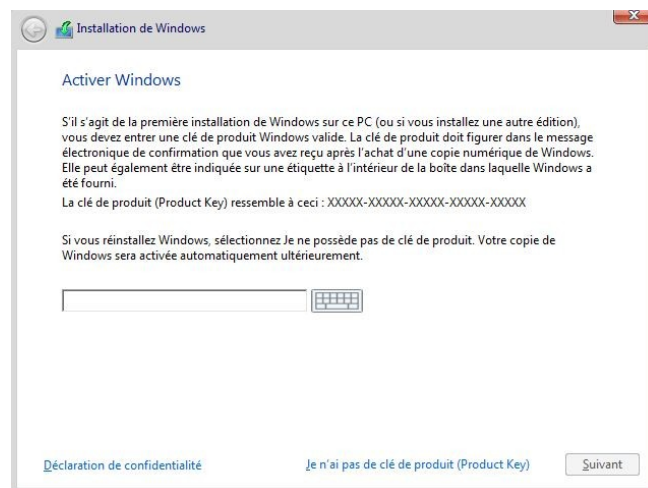 Installation de Windows
Activer Windows
S'il s'agit de la première installation de Windows sur ce PC (ou si vous installez une autre édition),
vous devez entrer une clé de produit Windows valide. La clé de produit doit figurer dans le message
électronique de confirmation que vous avez reçu après l'achat d'une copie numérique de Windows.
Elle peut également être indiquée sur une étiquette à l'intérieur de la boîte dans laquelle Windows a
été fourni.
La clé de produit (Product Key) ressemble à ceci : XXXXX-XXXXX-XXXXX-XXXXX-XXXXX
Si vous réinstallez Windows, sélectionnez Je ne possède pas de clé de produit. Votre copie de
Windows sera activée automatiquement ultérieurement.
Déclaration de confidentialité
Je n'ai pas de clé de produit (Product Key)
Suivant